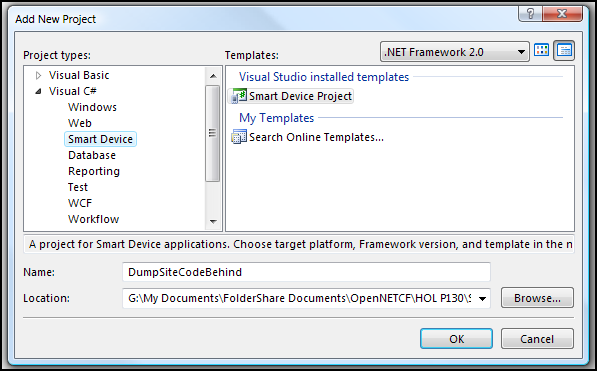 Add New Project
Project types:
Templates:
.NET Framework 2.0
Visual Basic
Visual C#
Windows
Web
Smart Device
Database
Reporting
Test
WCF
Workflow
Visual Studio installed templates
Smart Device Project
My Templates
Search Online Templates...
A project for Smart Device applications. Choose target platform, Framework version, and template in the n
Name:
DumpSiteCodeBehind
Location:
G:\My Documents\FolderShare Documents\OpenNETCF\HOL P130\S
Browse...
OK
Cancel